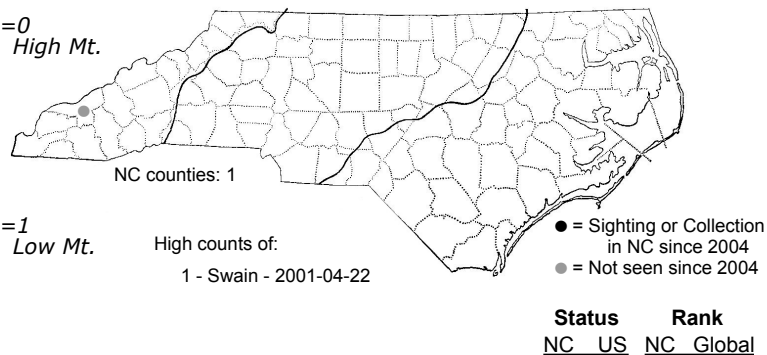 =0
High Mt.
NC counties: 1
=1
Low Mt.
High counts of:
1 - Swain - 2001-04-22
● = Sighting or Collection
in NC since 2004
● = Not seen since 2004
Status Rank
NC US NC Global